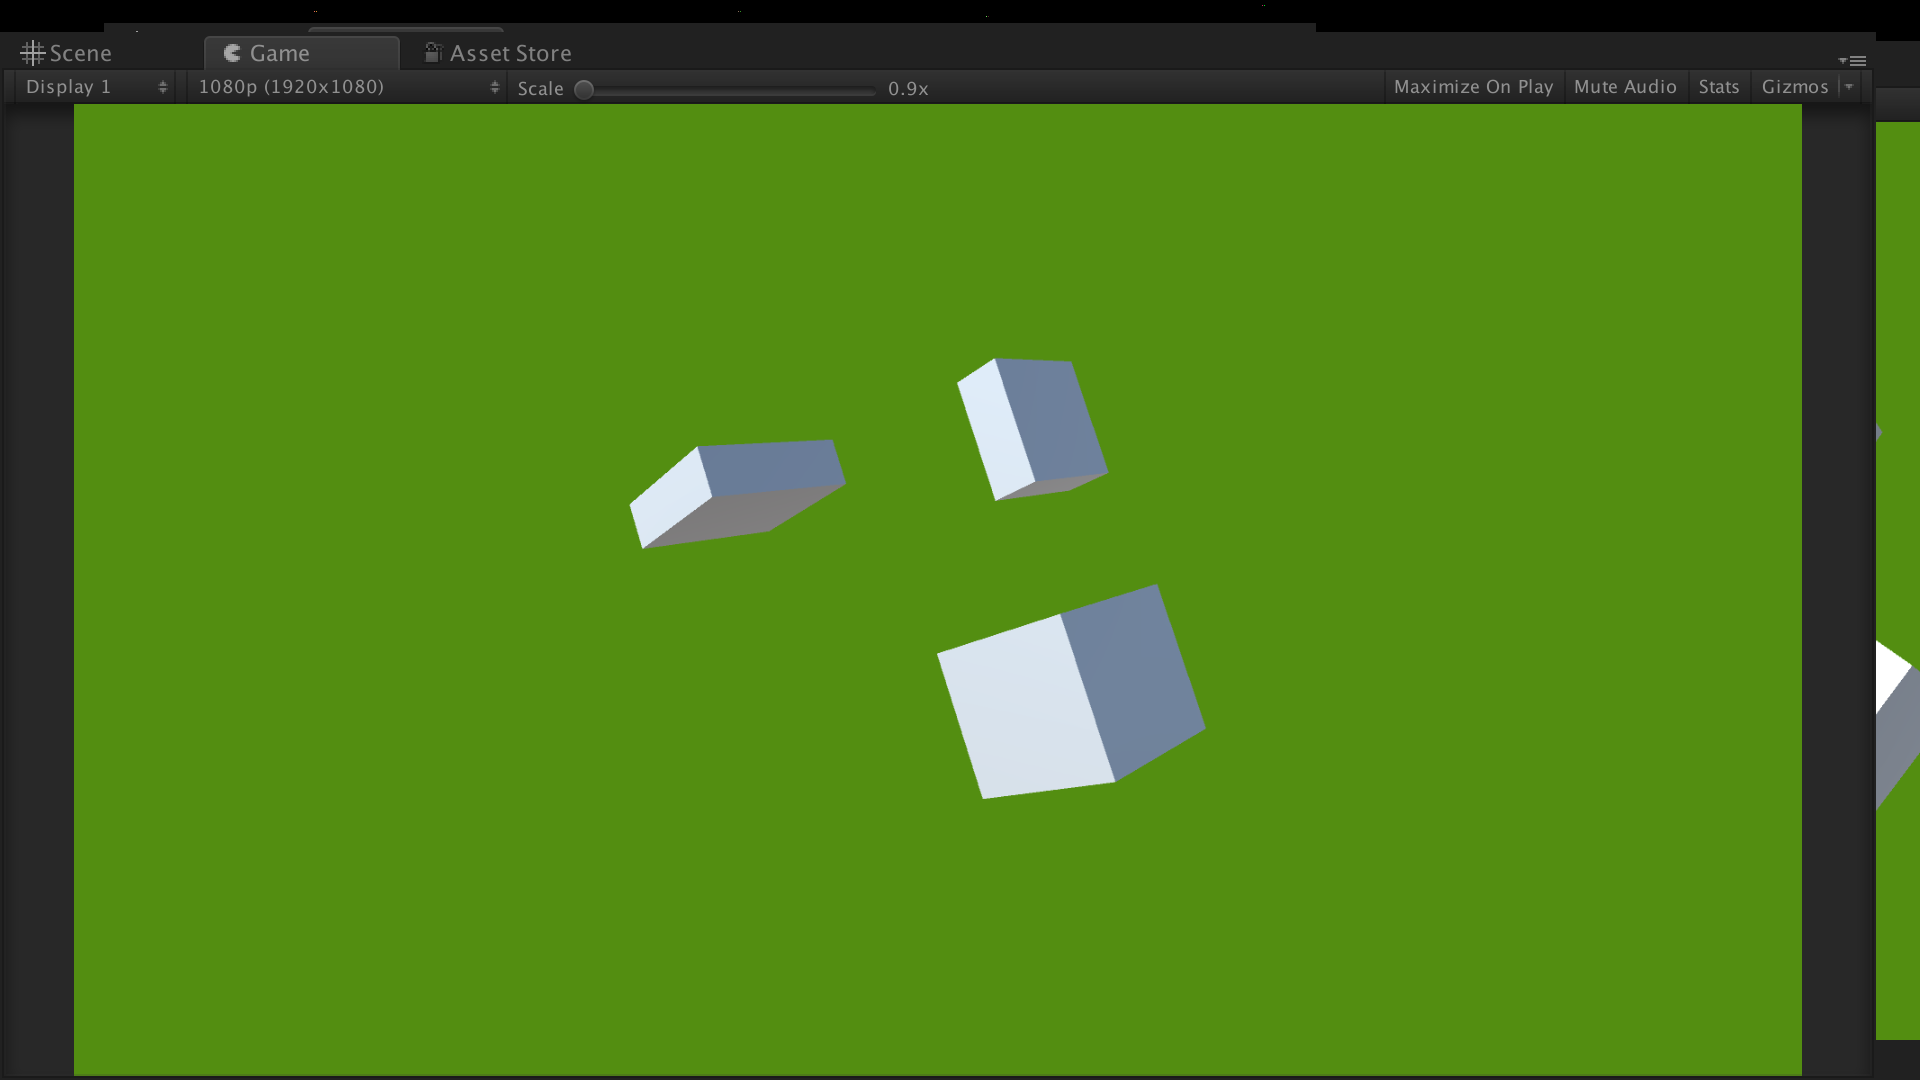 Scene Game Asset Store
Display 1 1080p (1920x1080) Scale 0.9x Maximize On Play Mute Audio Stats Gizmos